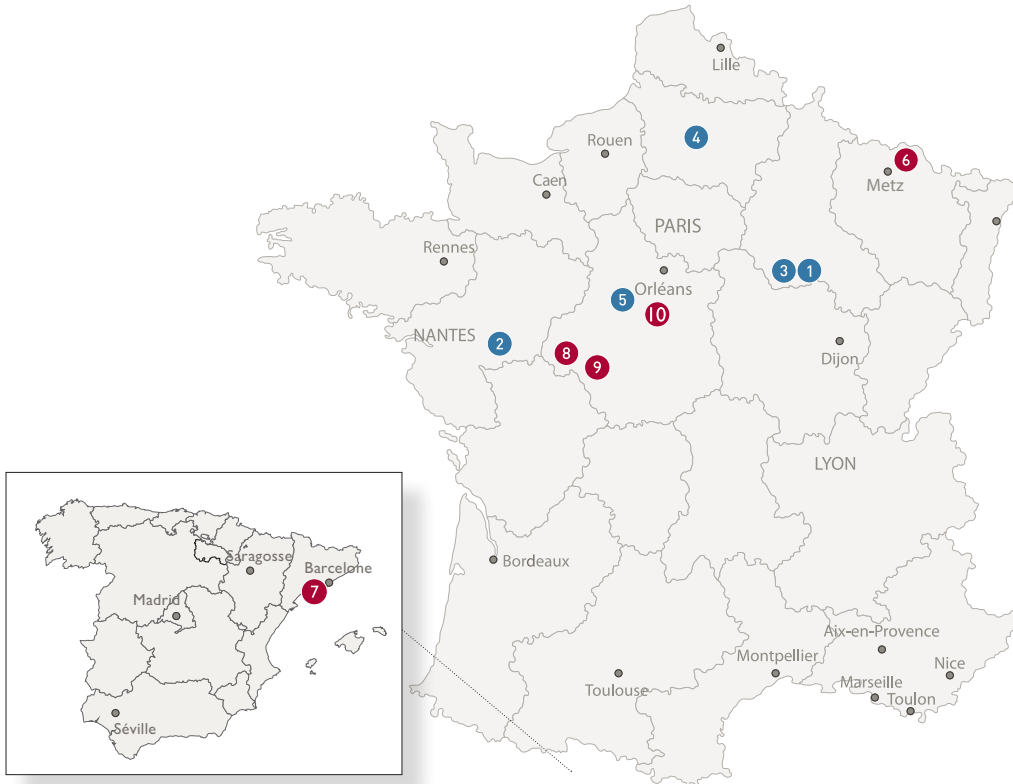 Lille
4
Rouen
6
Metz
Caen
PARIS
Rennes
3
1
Orléans
5
10
NANTES
2
Dijon
8
9
LYON
Saragosse
Bordeaux
Barcelone
7
Madrid
Aix-en-Provence
Montpellier
Nice
Toulouse
Marseille
Toulon
Séville